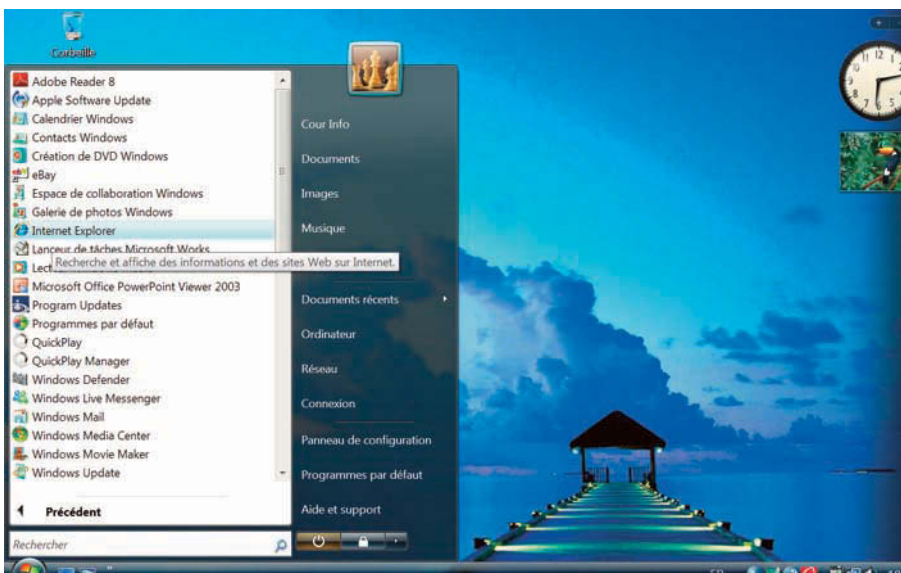 Corbeille
Adobe Reader 8
Apple Software Update
Calendrier Windows
Contacts Windows
Création de DVD Windows
eBay
Espace de collaboration Windows
Galerie de photos Windows
Internet Explorer
Lanceur de tâches Microsoft Works
Recherche et affiche des informations et des sites Web sur Internet.
Microsoft Office PowerPoint Viewer 2003
Program Updates
Programmes par défaut
QuickPlay
QuickPlay Manager
Windows Defender
Windows Live Messenger
Windows Mail
Windows Media Center
Windows Movie Maker
Windows Update
Précédent
Rechercher
Cour Info
Documents
Images
Musique
Documents récents
Ordinateur
Réseau
Connexion
Panneau de configuration
Programmes par défaut
Aide et support
11 12 1